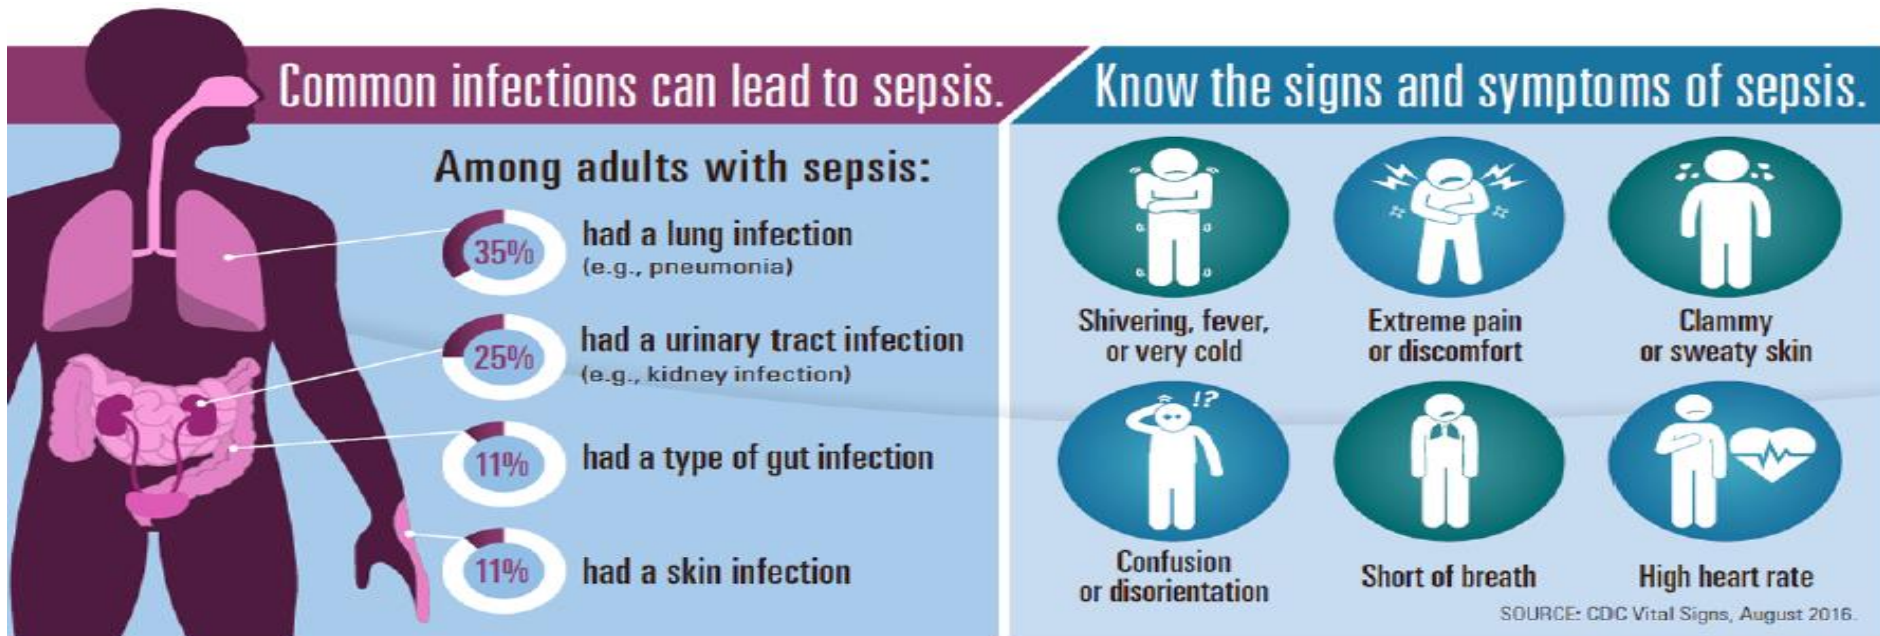 Common infections can lead to sepsis.
Among adults with sepsis:
35%
had a lung infection
(e.g., pneumonia)
25%
had a urinary tract infection
(e.g., kidney infection)
11%
had a type of gut infection
11%
had a skin infection
Know the signs and symptoms of sepsis.
Shivering, fever,
or very cold
Extreme pain
or discomfort
Clammy
or sweaty skin
!?
Confusion
or disorientation
Short of breath
High heart rate
SOURCE: CDC Vital Signs, August 2016.